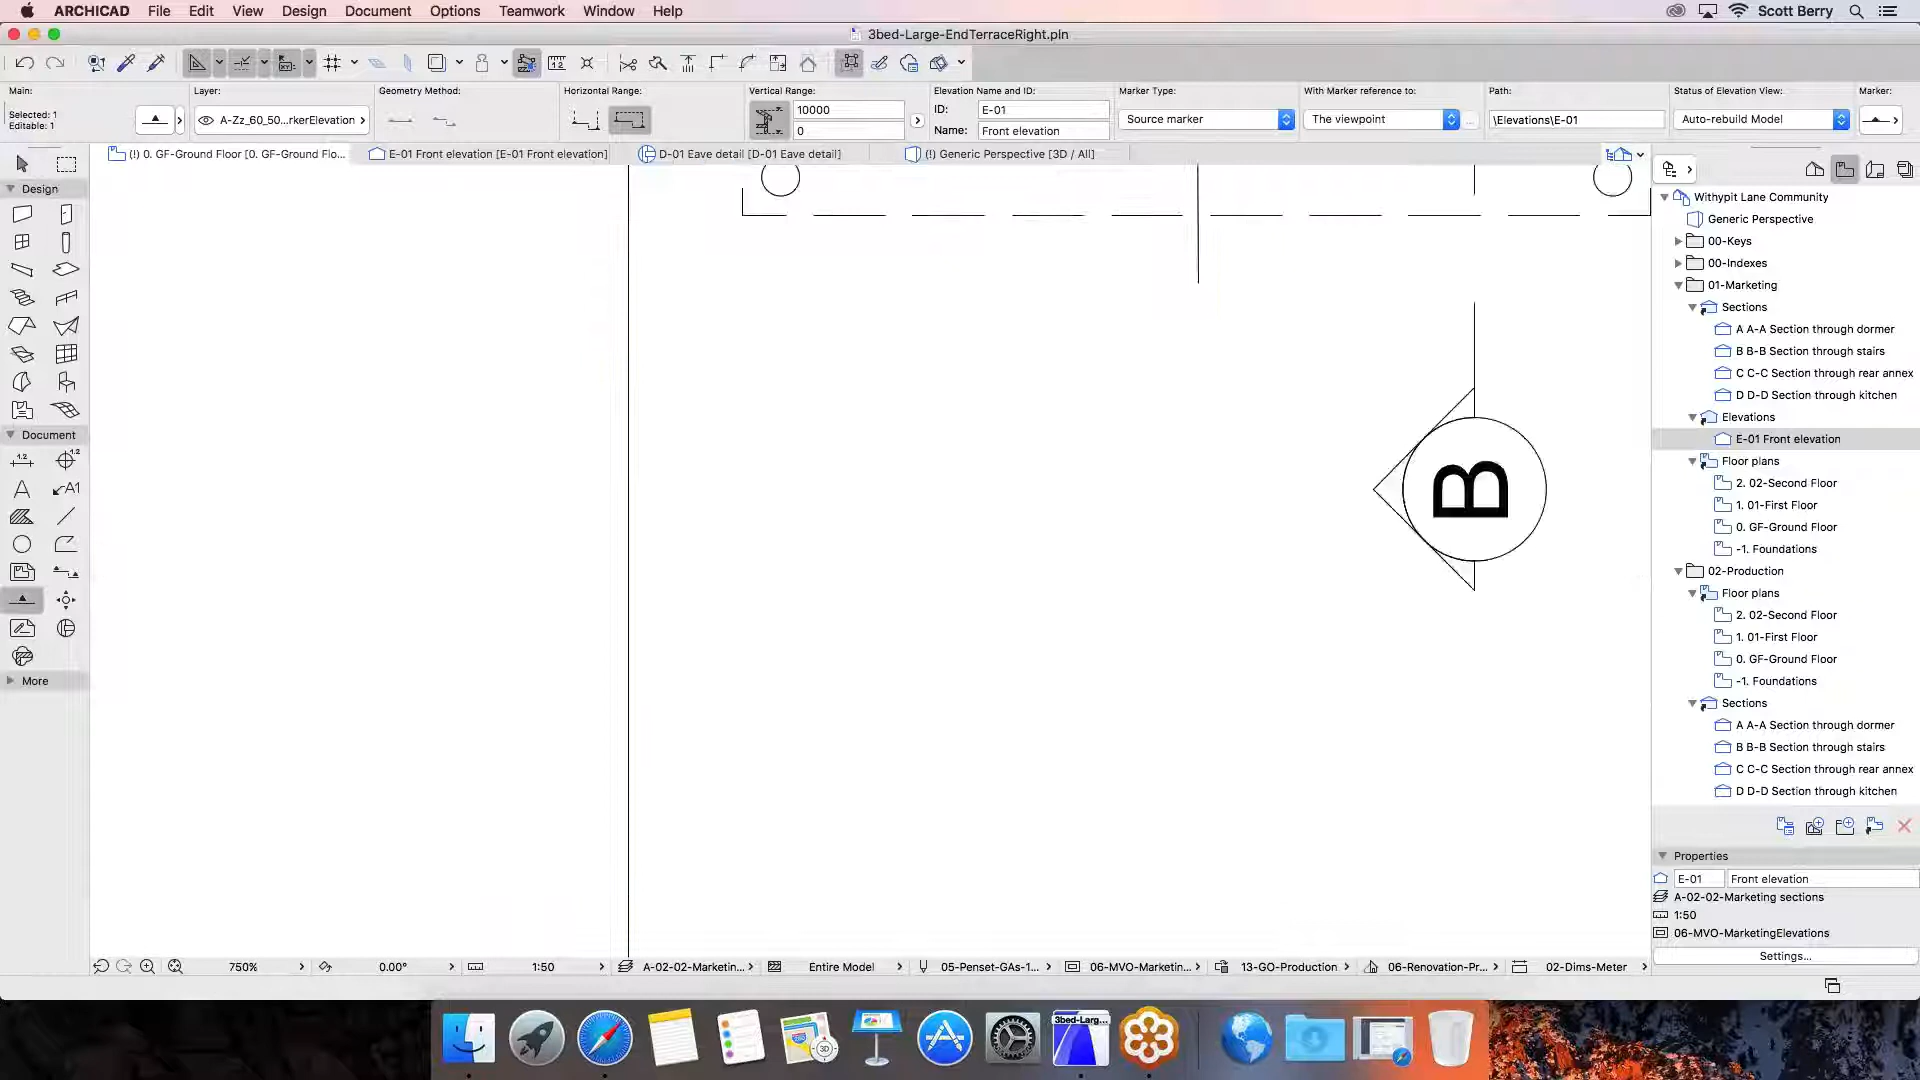 ARCHICAD File Edit View Design Document Options Teamwork Window Help Scott Berry
3bed-Large-EndTerraceRight.pln
Main:
Selected: 1
Editable: 1
Layer:
A-Zz_60_50...rkerElevation
Geometry Method:
Horizontal Range:
Vertical Range:
10000
0
Elevation Name and ID:
ID: E-01
Name: Front elevation
Marker Type:
Source marker
With Marker reference to:
The viewpoint
...
Path:
\Elevations\E-01
Status of Elevation View:
Auto-rebuild Model
Marker:
(!) 0. GF-Ground Floor [0. GF-Ground Flo...
E-01 Front elevation [E-01 Front elevation]
D-01 Eave detail [D-01 Eave detail]
(!) Generic Perspective [3D / All]
Design
Document
1.2
1.2
A
A1
More
B
Withypit Lane Community
Generic Perspective
00-Keys
00-Indexes
01-Marketing
Sections
A A-A Section through dormer
B B-B Section through stairs
C C-C Section through rear annex
D D-D Section through kitchen
Elevations
E-01 Front elevation
Floor plans
2. 02-Second Floor
1. 01-First Floor
0. GF-Ground Floor
-1. Foundations
02-Production
Floor plans
2. 02-Second Floor
1. 01-First Floor
0. GF-Ground Floor
-1. Foundations
Sections
A A-A Section through dormer
B B-B Section through stairs
C C-C Section through rear annex
D D-D Section through kitchen
Properties
E-01 Front elevation
A-02-02-Marketing sections
1:50
06-MVO-MarketingElevations
Settings...
750% 0.00° 1:50 A-02-02-Marketin... Entire Model 05-Penset-GAs-1... 06-MVO-Marketin... 13-GO-Production 06-Renovation-Pr... 02-Dims-Meter
3bed-Larg...
3D